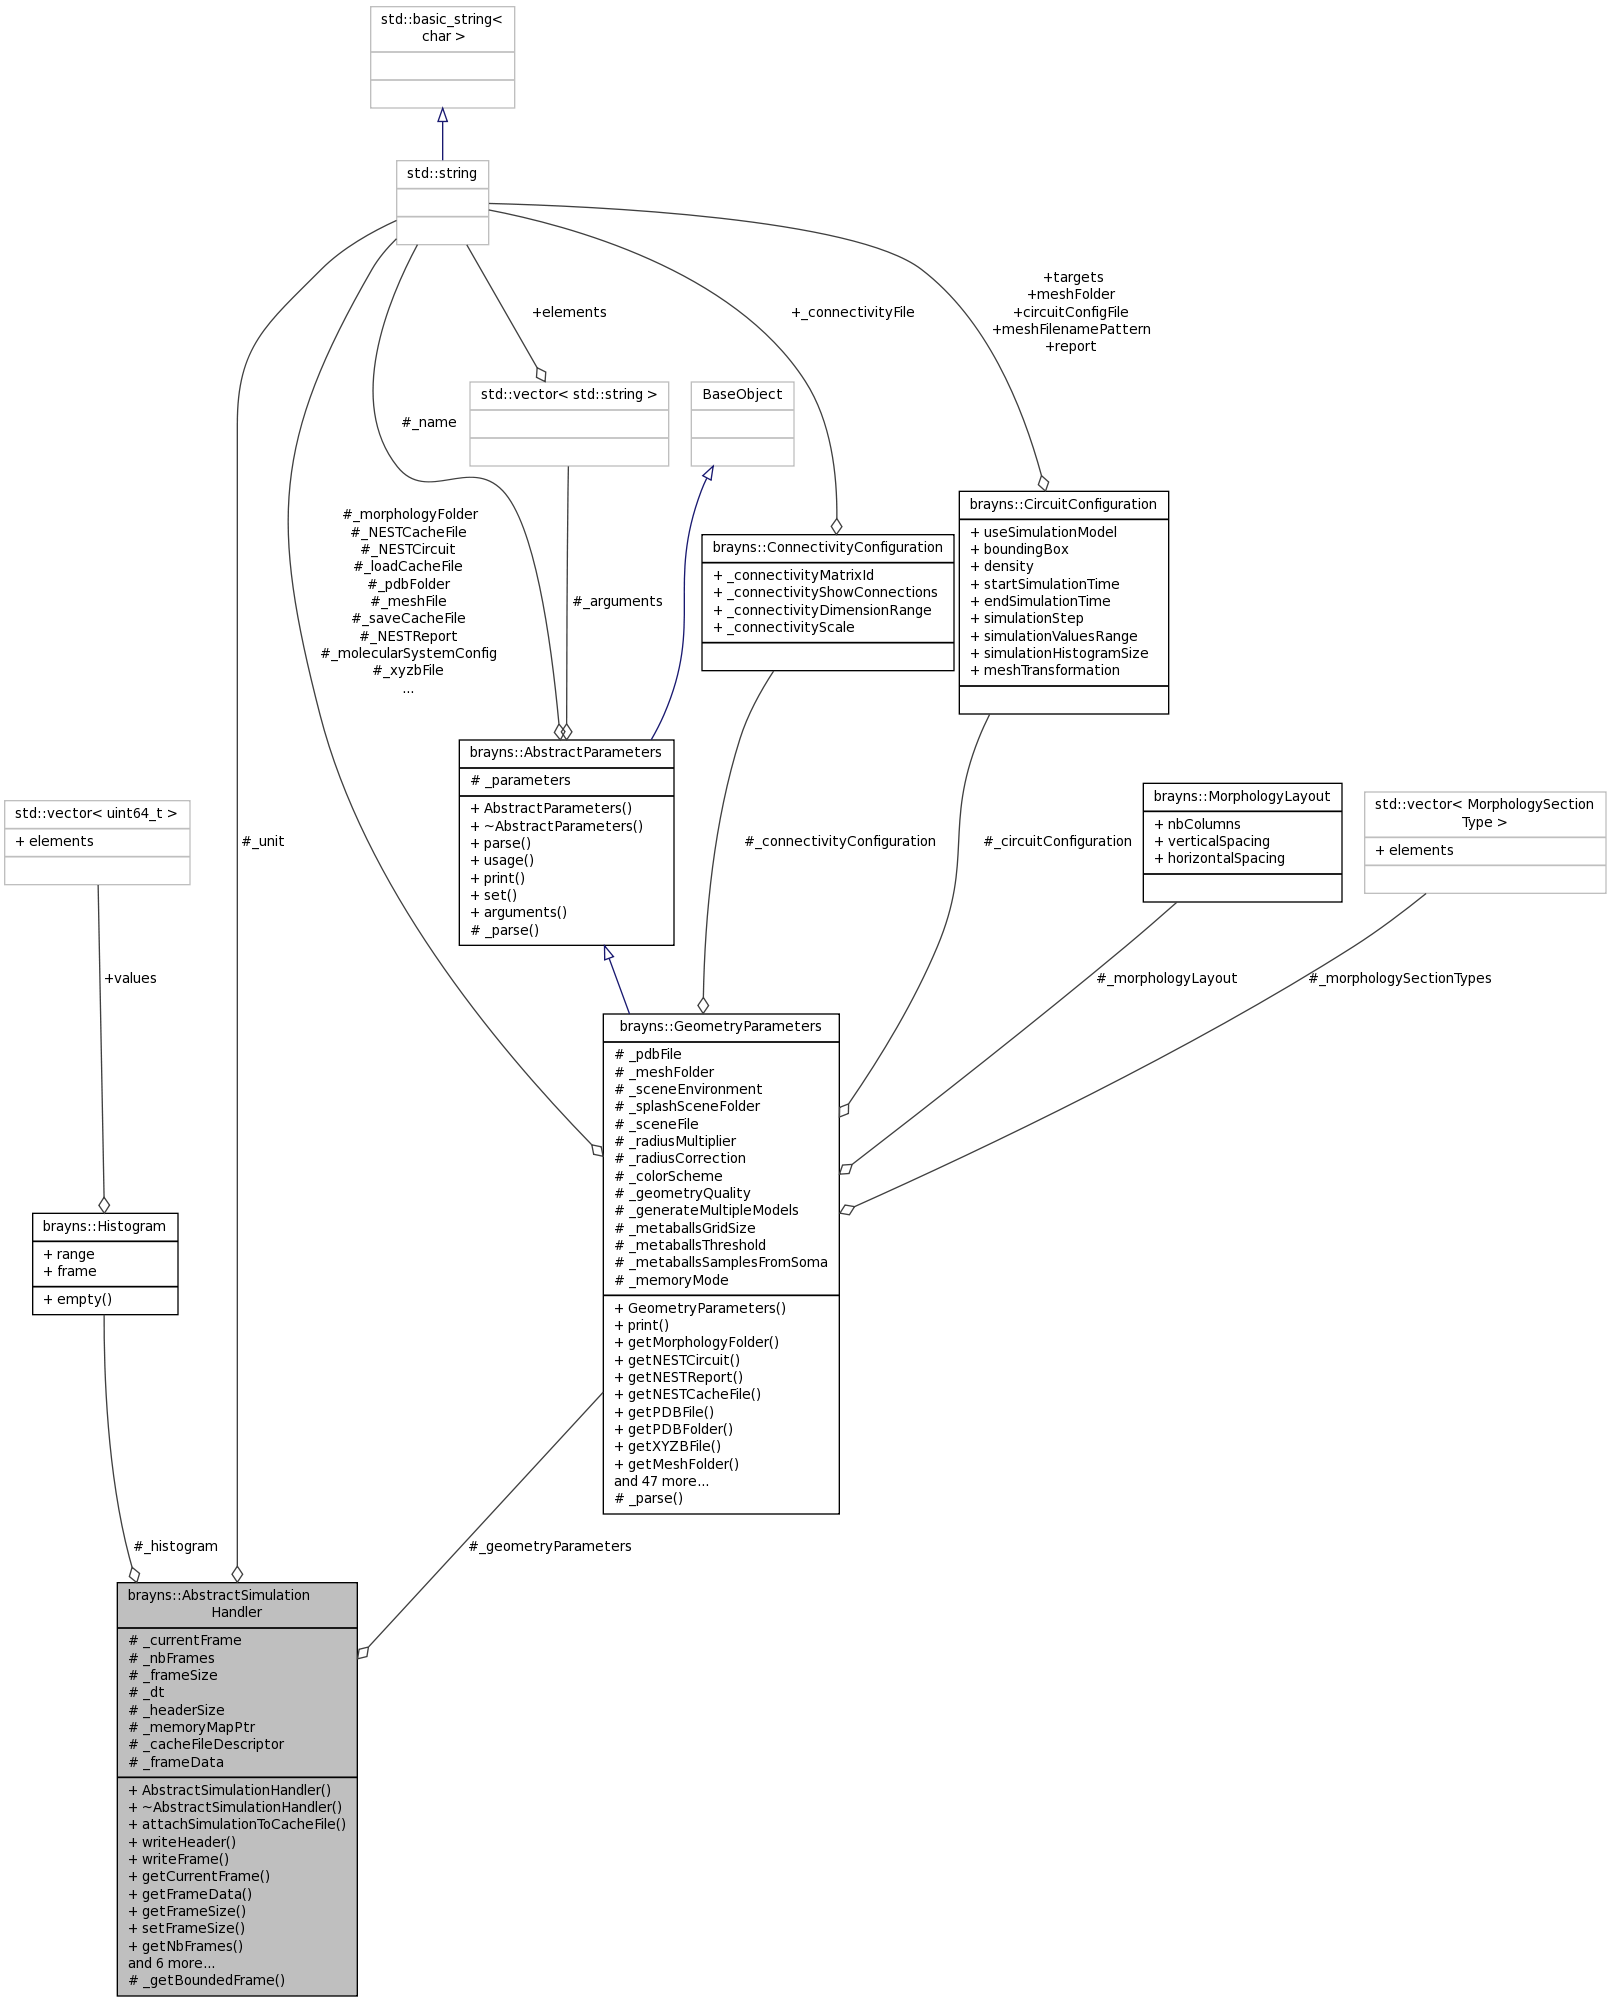 std::basic_string<
char >
std::string
+targets
+meshFolder
+circuitConfigFile
+meshFilenamePattern
+report
+elements
+_connectivityFile
std::vector< std::string >
BaseObject
#_name
brayns::CircuitConfiguration
+ useSimulationModel
+ boundingBox
+ density
+ startSimulationTime
+ endSimulationTime
+ simulationStep
+ simulationValuesRange
+ simulationHistogramSize
+ meshTransformation
#_morphologyFolder
#_NESTCacheFile
#_NESTCircuit
#_loadCacheFile
#_pdbFolder
#_meshFile
#_saveCacheFile
#_NESTReport
#_molecularSystemConfig
#_xyzbFile
...
brayns::ConnectivityConfiguration
+ _connectivityMatrixId
+ _connectivityShowConnections
+ _connectivityDimensionRange
+ _connectivityScale
#_arguments
brayns::AbstractParameters
# _parameters
+ AbstractParameters()
+ ~AbstractParameters()
+ parse()
+ usage()
+ print()
+ set()
+ arguments()
# _parse()
std::vector< uint64_t >
+ elements
#_unit
#_connectivityConfiguration
#_circuitConfiguration
brayns::MorphologyLayout
+ nbColumns
+ verticalSpacing
+ horizontalSpacing
std::vector< MorphologySection
Type >
+ elements
+values
#_morphologyLayout
#_morphologySectionTypes
brayns::GeometryParameters
# _pdbFile
# _meshFolder
# _sceneEnvironment
# _splashSceneFolder
# _sceneFile
# _radiusMultiplier
# _radiusCorrection
# _colorScheme
# _geometryQuality
# _generateMultipleModels
# _metaballsGridSize
# _metaballsThreshold
# _metaballsSamplesFromSoma
# _memoryMode
+ GeometryParameters()
+ print()
+ getMorphologyFolder()
+ getNESTCircuit()
+ getNESTReport()
+ getNESTCacheFile()
+ getPDBFile()
+ getPDBFolder()
+ getXYZBFile()
+ getMeshFolder()
and 47 more...
# _parse()
brayns::Histogram
+ range
+ frame
+ empty()
#_histogram
#_geometryParameters
brayns::AbstractSimulation
Handler
# _currentFrame
# _nbFrames
# _frameSize
# _dt
# _headerSize
# _memoryMapPtr
# _cacheFileDescriptor
# _frameData
+ AbstractSimulationHandler()
+ ~AbstractSimulationHandler()
+ attachSimulationToCacheFile()
+ writeHeader()
+ writeFrame()
+ getCurrentFrame()
+ getFrameData()
+ getFrameSize()
+ setFrameSize()
+ getNbFrames()
and 6 more...
# _getBoundedFrame()